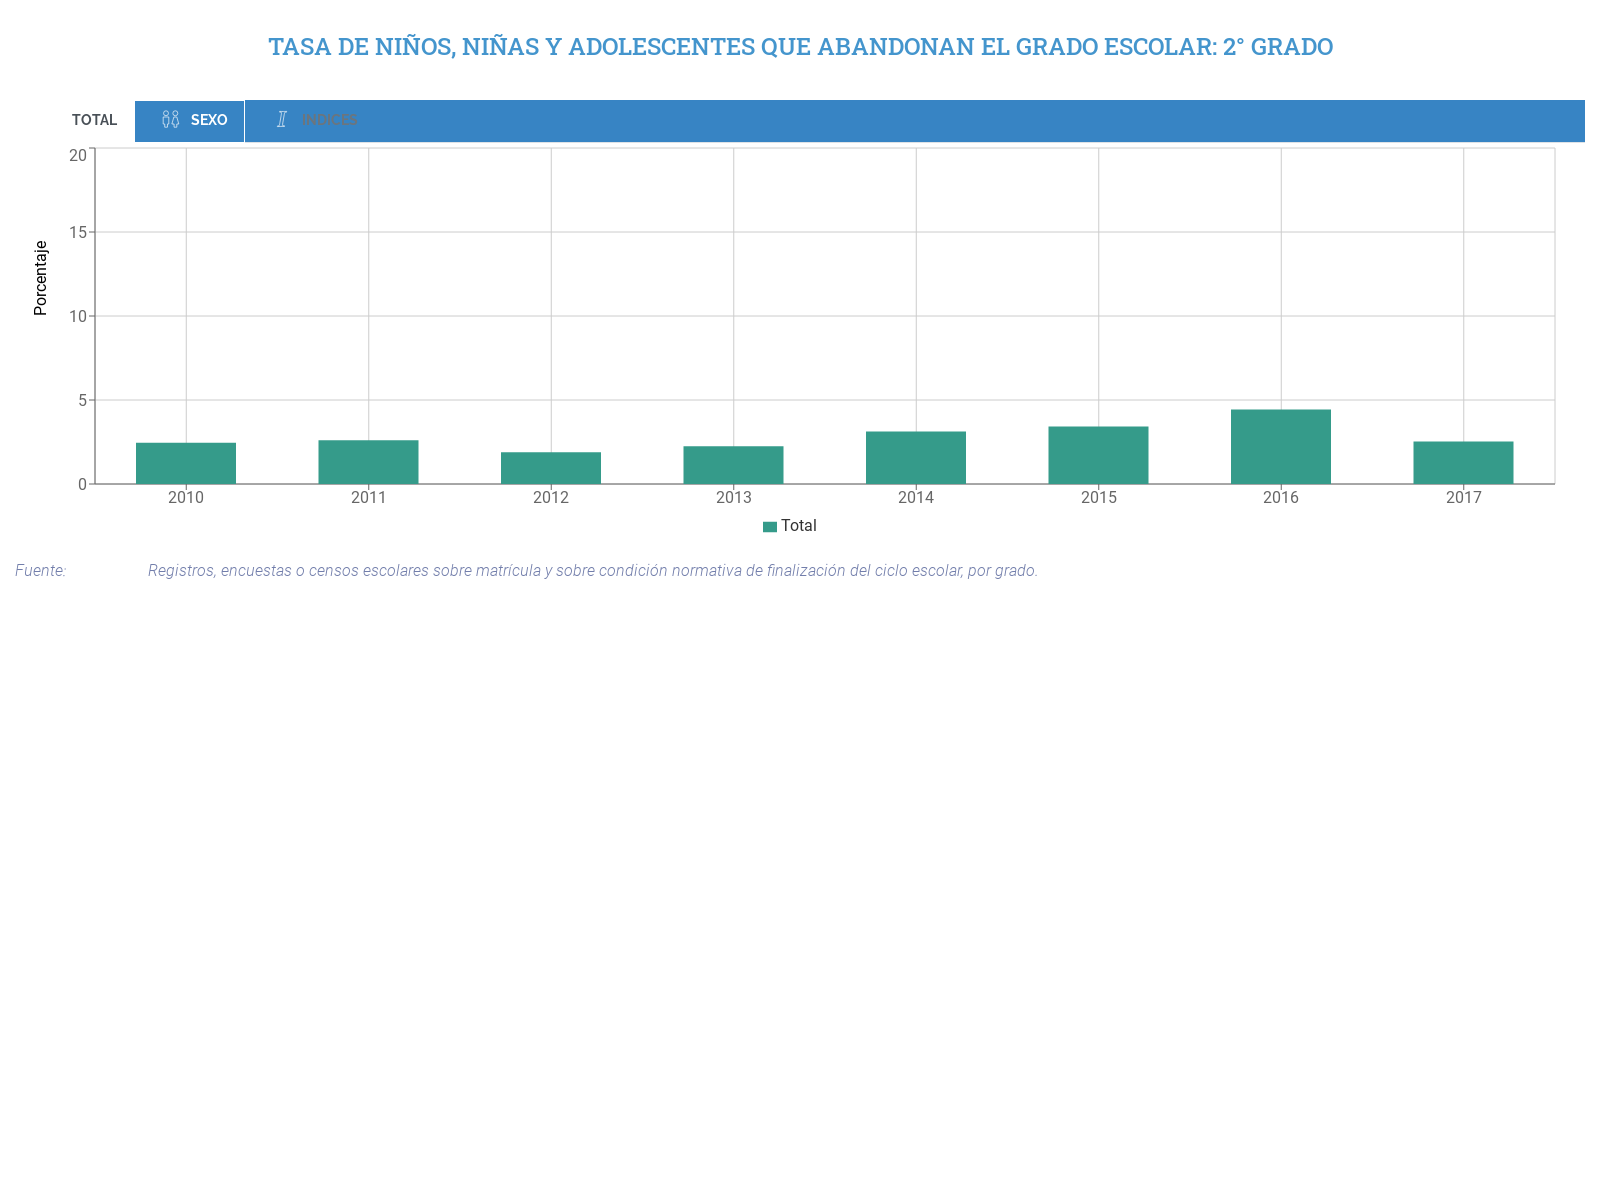 TASA DE NIÑOS, NIÑAS Y ADOLESCENTES QUE ABANDONAN EL GRADO ESCOLAR: 2° GRADO
TOTAL SEXO INDICES
20
15
10
5
0
Porcentaje
2010 2011 2012 2013 2014 2015 2016 2017
Total
Fuente: Registros, encuestas o censos escolares sobre matrícula y sobre condición normativa de finalización del ciclo escolar, por grado.